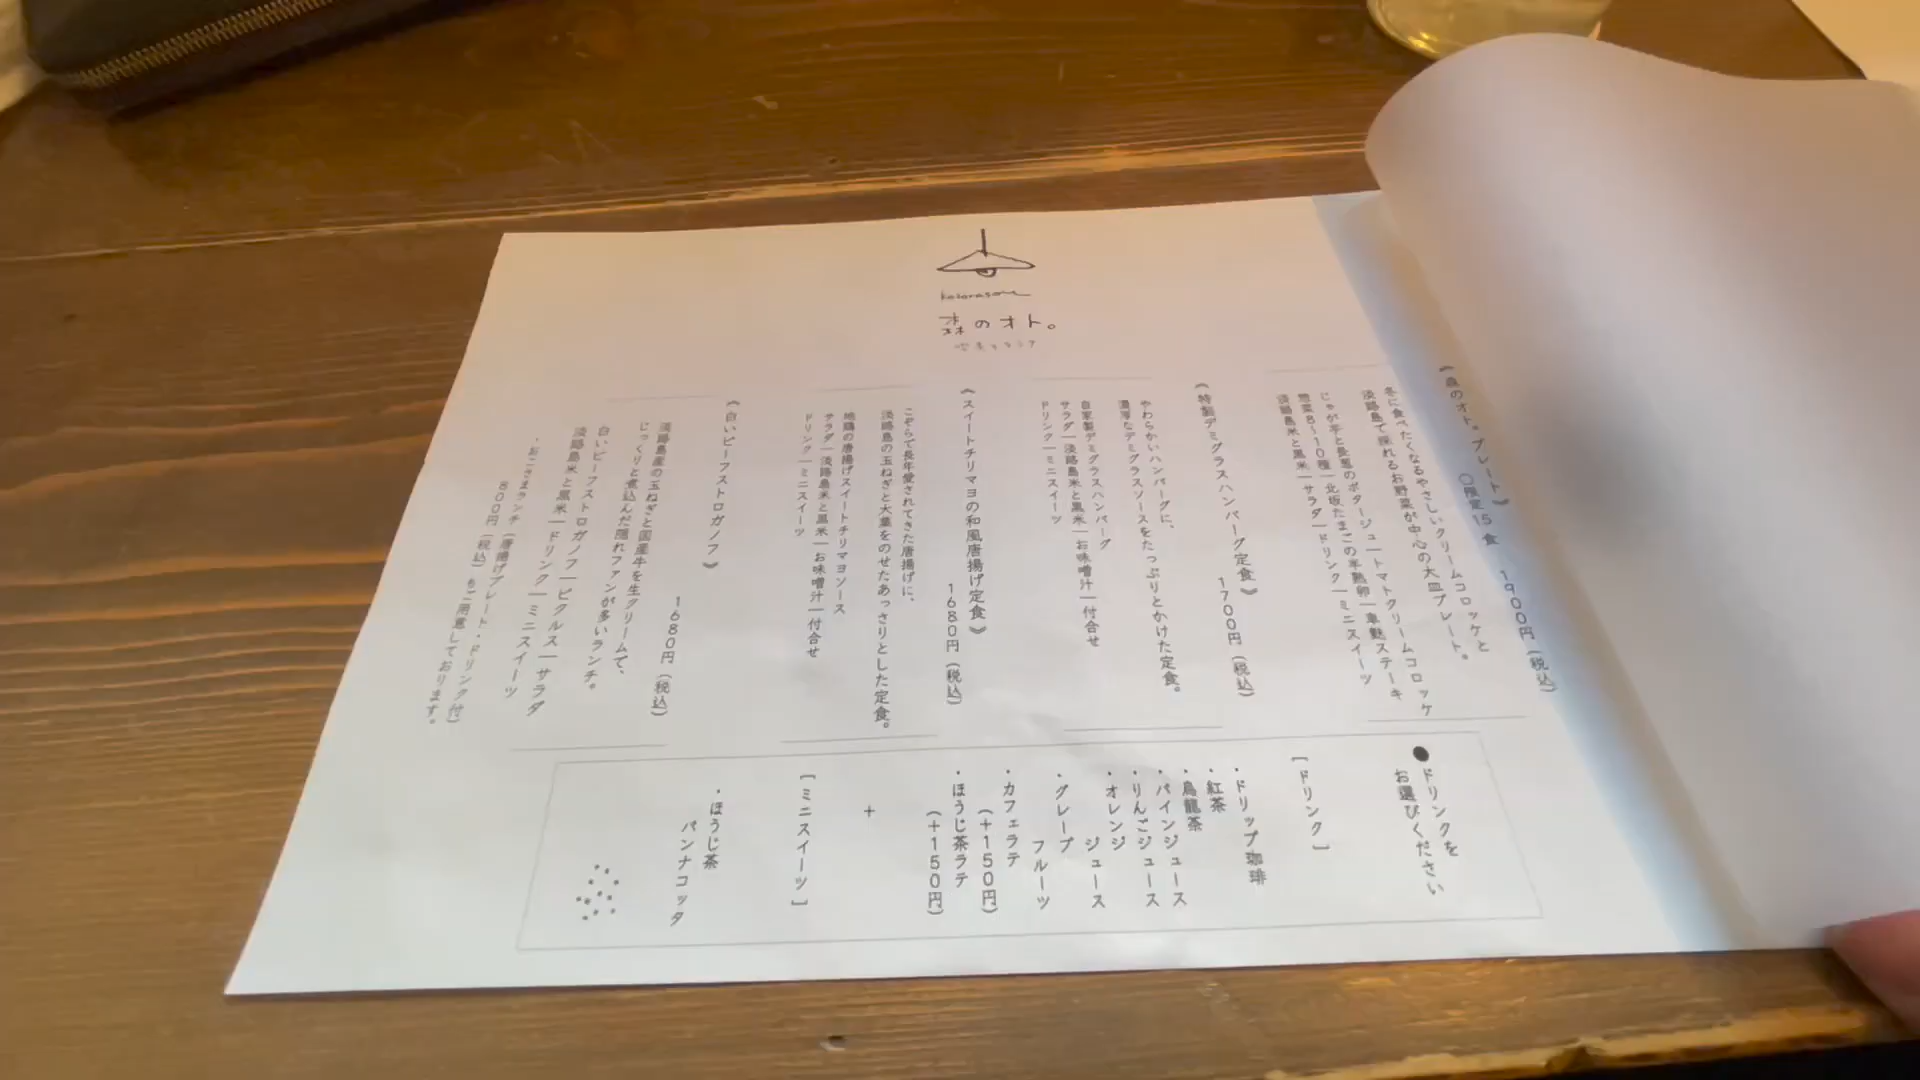 森のオト。
《森のオト。プレート》
○限定15食 1900円(税込)
冬に食べたくなるやさしいクリームコロッケと
淡路島で採れるお野菜が中心の大皿プレート。
じゃが芋と長葱のポタージュ|トマトクリームコロッケ
惣菜8〜10種|北坂たまごの半熟卵|車麩ステーキ
淡路島米と黒米|サラダ|ドリンク|ミニスイーツ
《特製デミグラスハンバーグ定食》
1700円(税込)
やわらかいハンバーグに、
濃厚なデミグラスソースをたっぷりとかけた定食。
自家製デミグラスハンバーグ
サラダ|淡路島米と黒米|お味噌汁|付合せ
ドリンク|ミニスイーツ
《スイートチリマヨの和風唐揚げ定食》
1680円(税込)
こぞらで長年愛されてきた唐揚げに、
淡路島の玉ねぎと大葉をのせたあっさりとした定食。
地鶏の唐揚げスイートチリマヨソース
サラダ|淡路島米と黒米|お味噌汁|付合せ
ドリンク|ミニスイーツ
《白いビーフストロガノフ》
1680円(税込)
淡路島産の玉ねぎと国産牛を生クリームで、
じっくりと煮込んだ隠れファンが多いランチ。
白いビーフストロガノフ|ピクルス|サラダ
淡路島米と黒米|ドリンク|ミニスイーツ
・おこさまランチ(唐揚げプレート・ドリンク付)
800円(税込)もご用意しております。
●ドリンクを
お選びください
[ドリンク]
・ドリップ珈琲
・紅茶
・烏龍茶
・パインジュース
・りんごジュース
・オレンジ
ジュース
・グレープ
フルーツ
・カフェラテ
(+150円)
・ほうじ茶ラテ
(+150円)
+
[ミニスイーツ]
・ほうじ茶
パンナコッタ